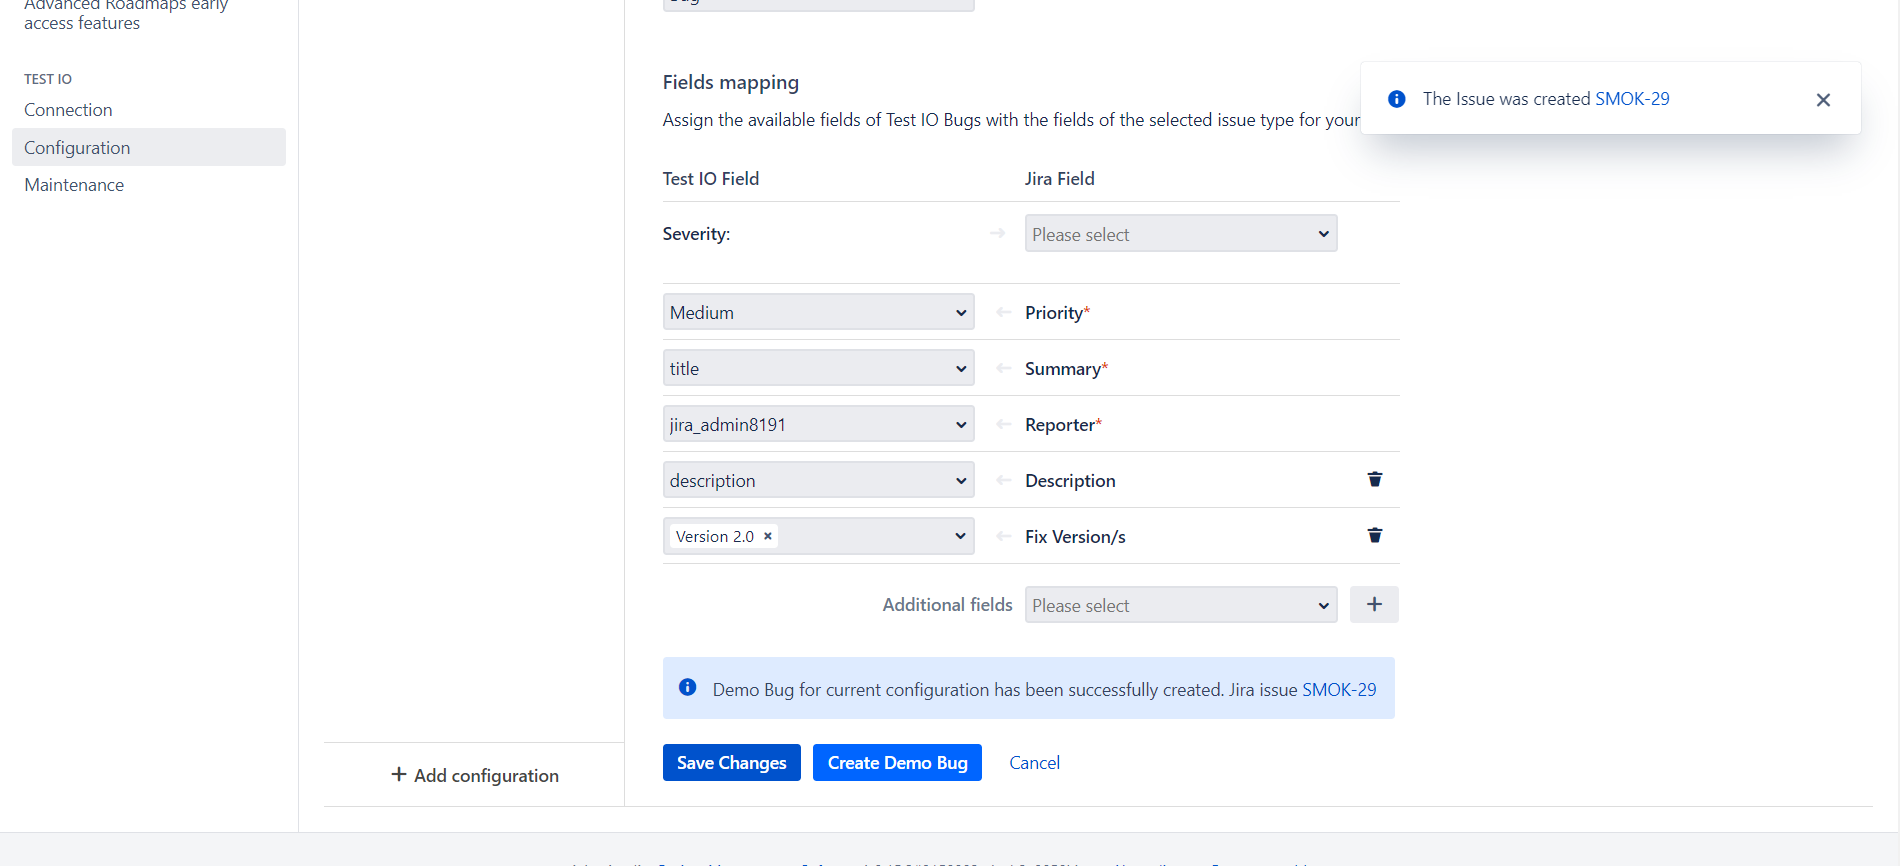 Advanced Roadmaps early
access features
TEST IO
Connection
Configuration
Maintenance
Fields mapping
Assign the available fields of Test IO Bugs with the fields of the selected issue type for your
The Issue was created SMOK-29
Test IO Field Jira Field
Severity: Please select
Medium Priority*
title Summary*
jira_admin8191 Reporter*
description Description
Version 2.0 × Fix Version/s
Additional fields Please select +
Demo Bug for current configuration has been successfully created. Jira issue SMOK-29
Save Changes Create Demo Bug Cancel
+ Add configuration